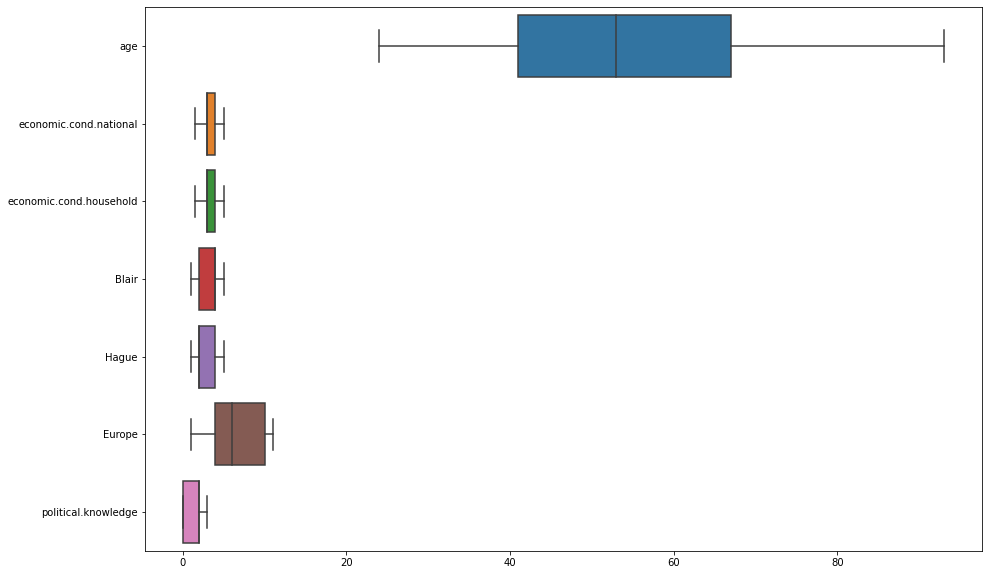 age
economic.cond.national
economic.cond.household
Blair
Hague
Europe
political.knowledge
0 20 40 60 80